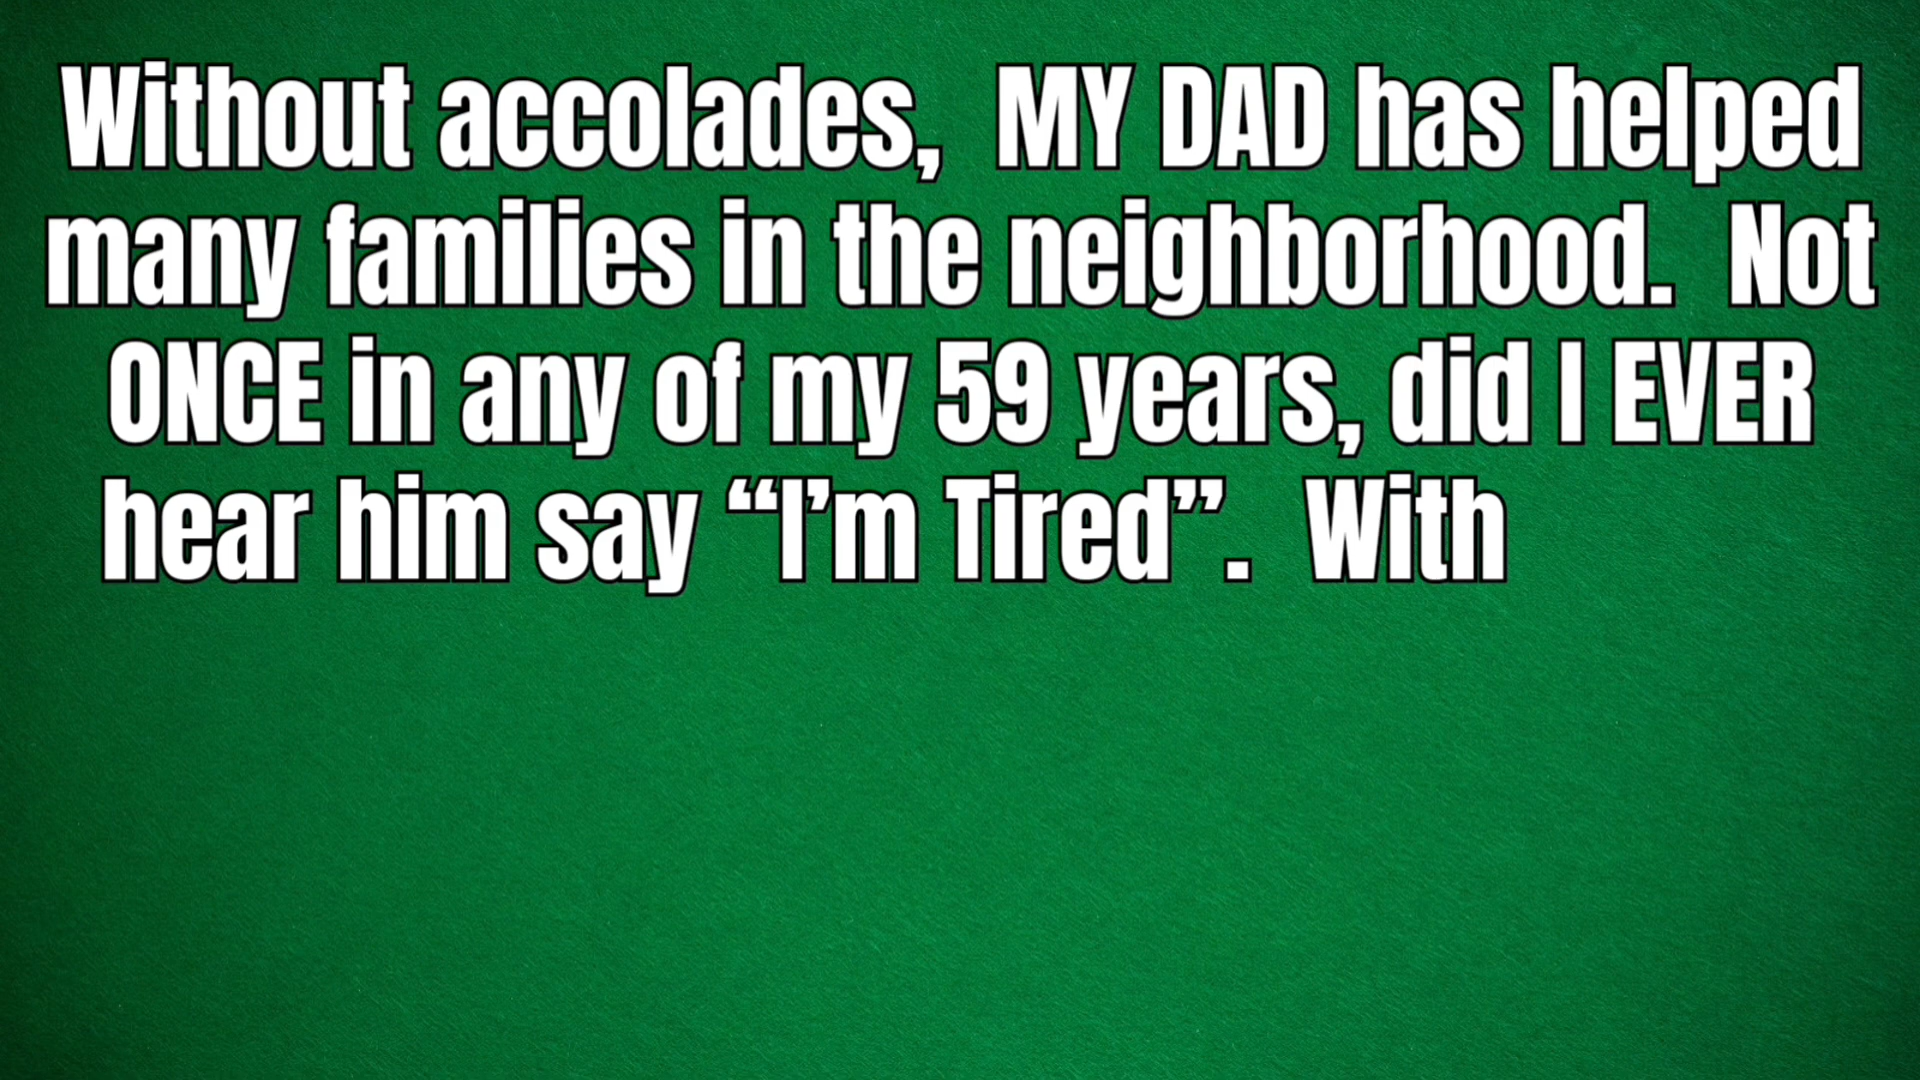 Without accolades,  MY DAD has helped
many families in the neighborhood.  Not
ONCE in any of my 59 years, did I EVER
hear him say “I’m Tired”.  With